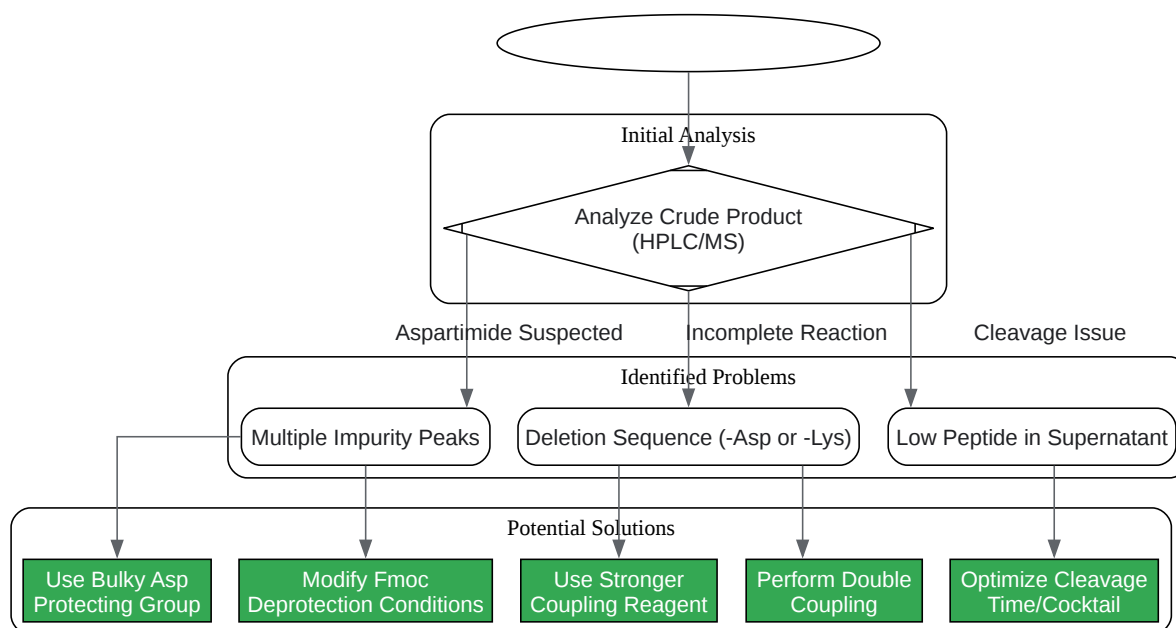 Initial Analysis
Analyze Crude Product
(HPLC/MS)
Aspartimide Suspected
Incomplete Reaction
Cleavage Issue
Identified Problems
Multiple Impurity Peaks
Deletion Sequence (-Asp or -Lys)
Low Peptide in Supernatant
Potential Solutions
Use Bulky Asp
Protecting Group
Modify Fmoc
Deprotection Conditions
Use Stronger
Coupling Reagent
Perform Double
Coupling
Optimize Cleavage
Time/Cocktail